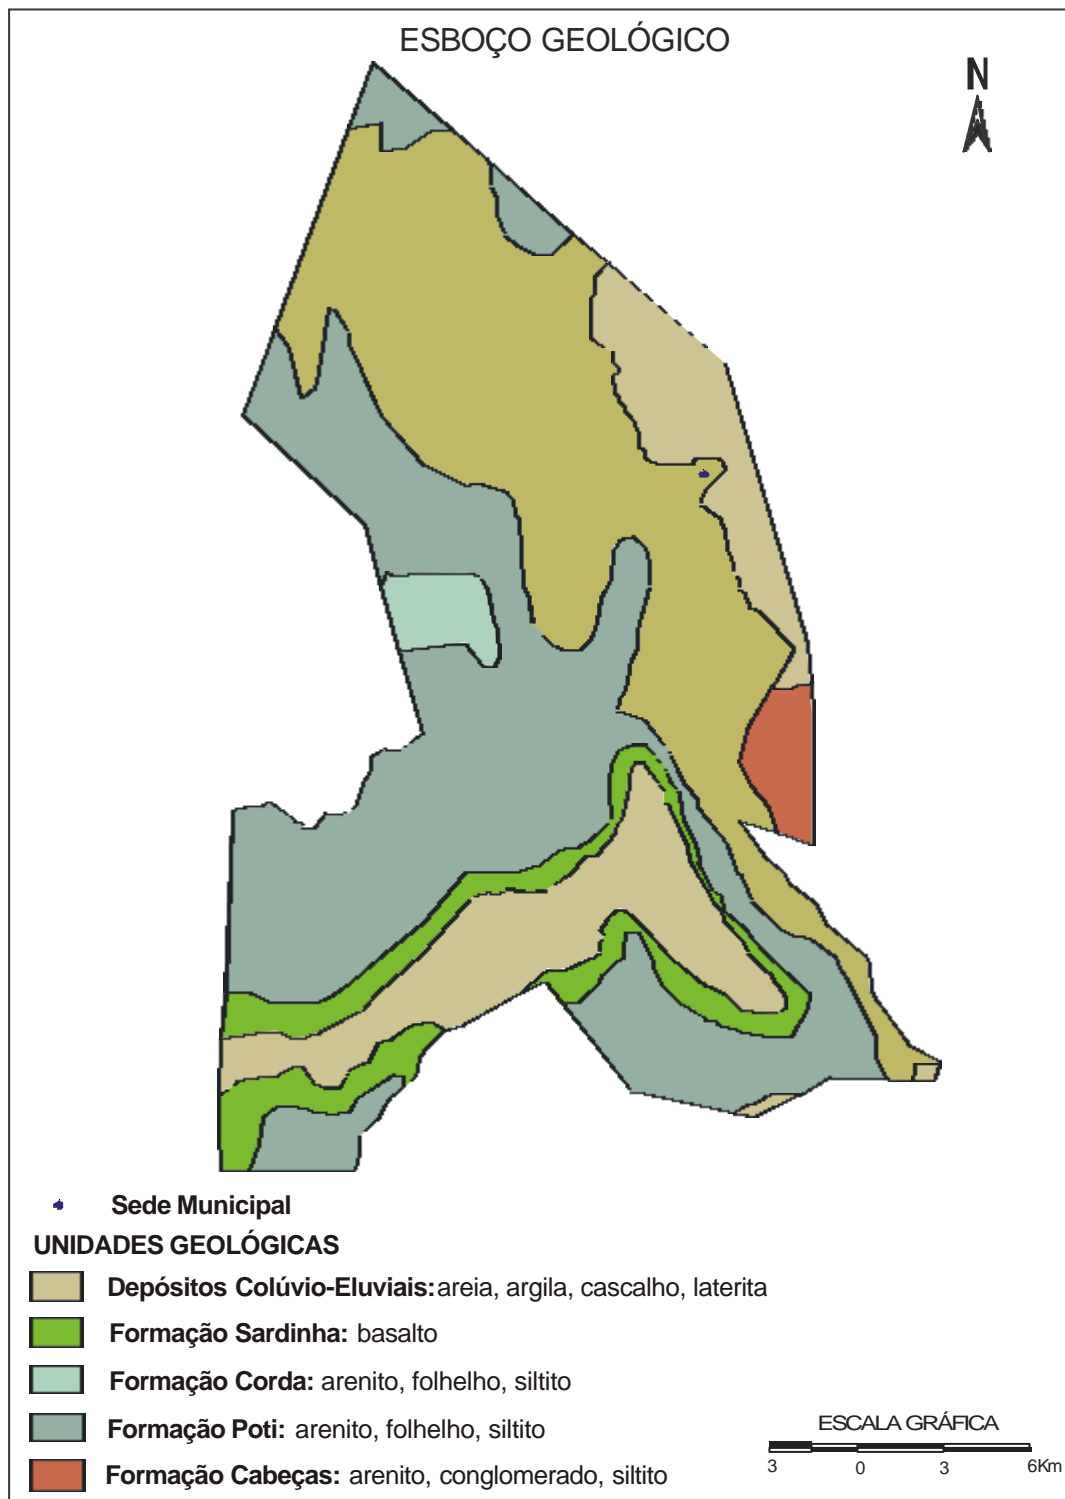 ESBOÇO GEOLÓGICO
N
Sede Municipal
UNIDADES GEOLÓGICAS
Depósitos Colúvio-Eluviais: areia, argila, cascalho, laterita
Formação Sardinha: basalto
Formação Corda: arenito, folhelho, siltito
Formação Poti: arenito, folhelho, siltito
Formação Cabeças: arenito, conglomerado, siltito
ESCALA GRÁFICA
3 0 3 6Km